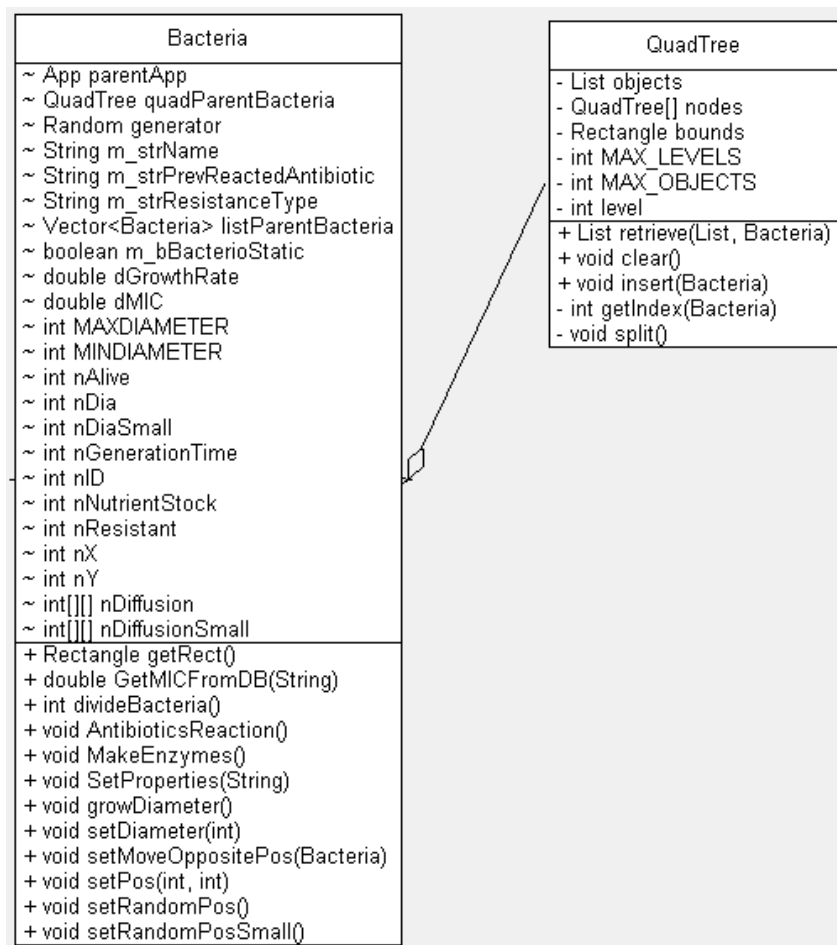 Bacteria
~ App parentApp
~ QuadTree quadParentBacteria
~ Random generator
~ String m_strName
~ String m_strPrevReactedAntibiotic
~ String m_strResistanceType
~ Vector<Bacteria> listParentBacteria
~ boolean m_bBacterioStatic
~ double dGrowthRate
~ double dMIC
~ int MAXDIAMETER
~ int MINDIAMETER
~ int nAlive
~ int nDia
~ int nDiaSmall
~ int nGenerationTime
~ int nID
~ int nNutrientStock
~ int nResistant
~ int nX
~ int nY
~ int[][] nDiffusion
~ int[][] nDiffusionSmall
+ Rectangle getRect()
+ double GetMICFromDB(String)
+ int divideBacteria()
+ void AntibioticsReaction()
+ void MakeEnzymes()
+ void SetProperties(String)
+ void growDiameter()
+ void setDiameter(int)
+ void setMoveOppositePos(Bacteria)
+ void setPos(int, int)
+ void setRandomPos()
+ void setRandomPosSmall()
QuadTree
- List objects
- QuadTree[] nodes
- Rectangle bounds
- int MAX_LEVELS
- int MAX_OBJECTS
- int level
+ List retrieve(List, Bacteria)
+ void clear()
+ void insert(Bacteria)
- int getIndex(Bacteria)
- void split()